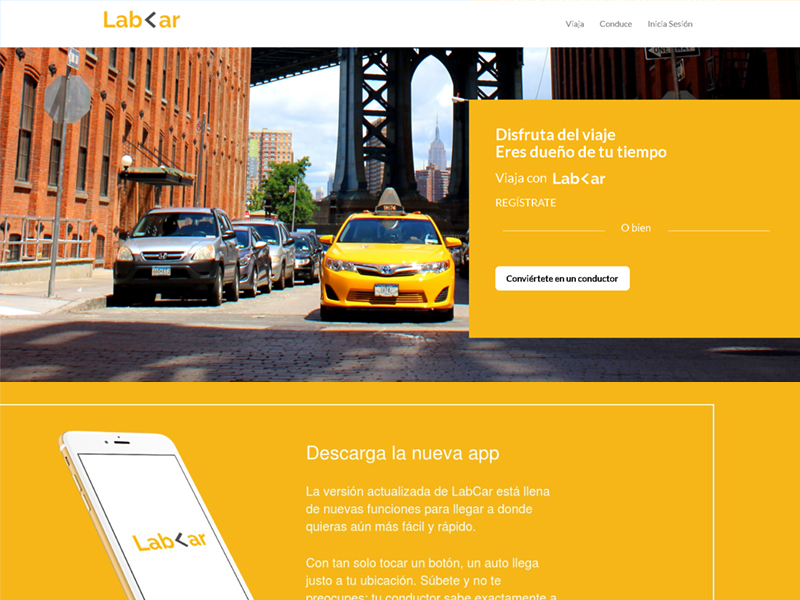 Lab<ar
Viaja Conduce Inicia Sesión
Disfruta del viaje
Eres dueño de tu tiempo
Viaja con Lab<ar
REGÍSTRATE
O bien
Conviértete en un conductor
Descarga la nueva app
La versión actualizada de LabCar está llena
de nuevas funciones para llegar a donde
quieras aún más fácil y rápido.
Con tan solo tocar un botón, un auto llega
justo a tu ubicación. Súbete y no te
preocupes: tu conductor sabe exactamente a
Lab<ar